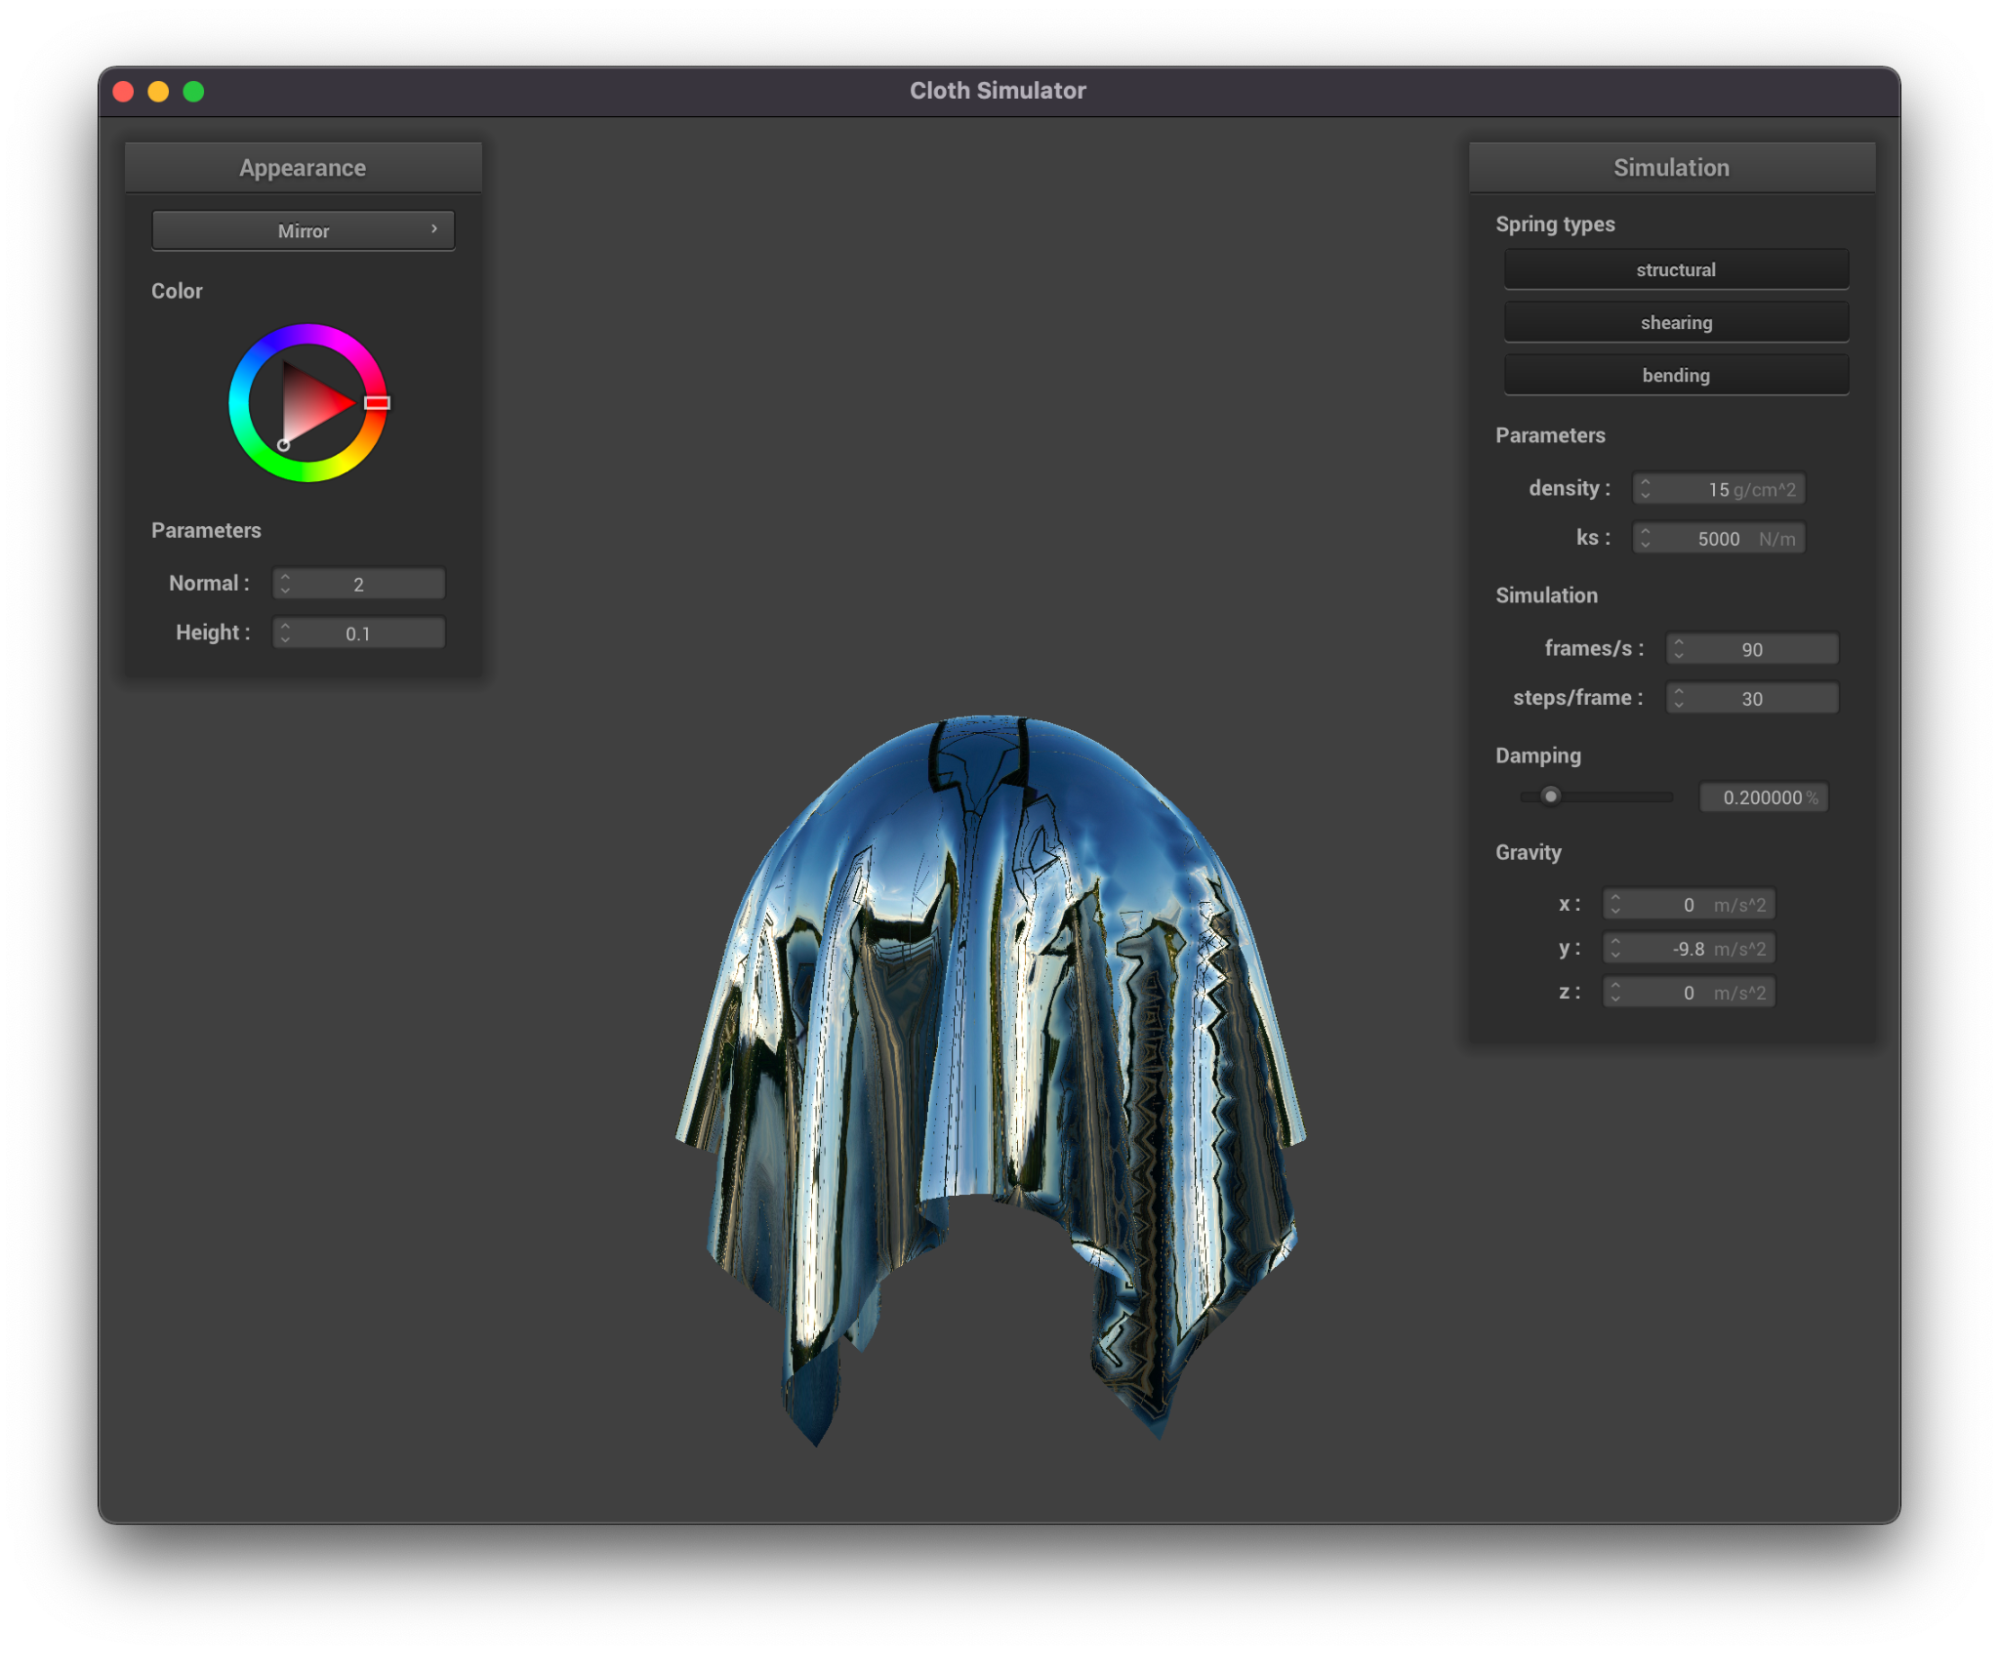 Cloth Simulator
Appearance
Mirror
Color
Parameters
Normal : 2
Height : 0.1
Simulation
Spring types
structural
shearing
bending
Parameters
density : 15 g/cm^2
ks : 5000 N/m
Simulation
frames/s : 90
steps/frame : 30
Damping
0.200000 %
Gravity
x : 0 m/s^2
y : -9.8 m/s^2
z : 0 m/s^2